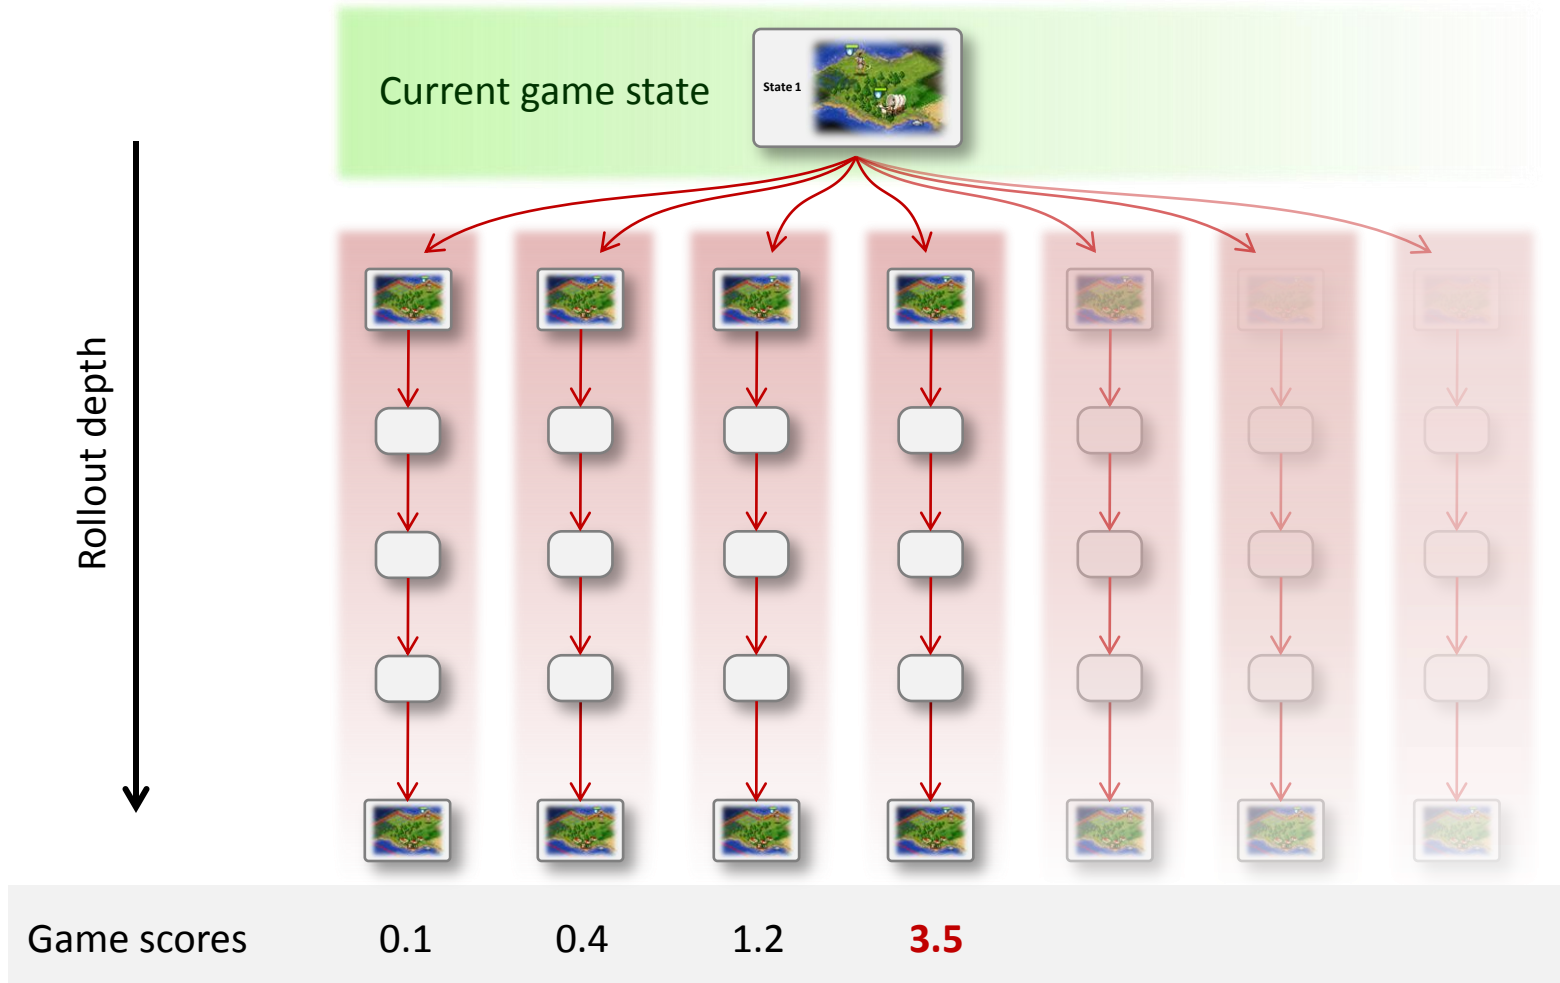 Current game state
State 1
Rollout depth
Game scores 0.1 0.4 1.2 3.5